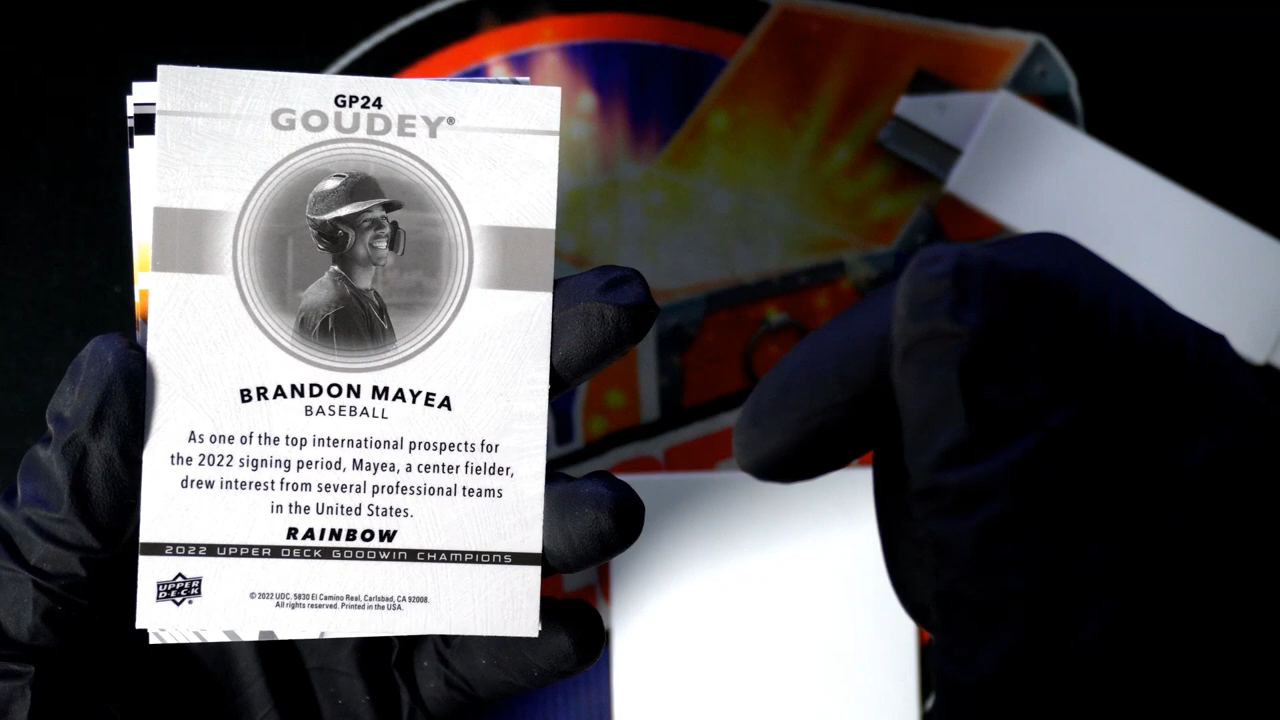 GP24
GOUDEY®
BRANDON MAYEA
BASEBALL
As one of the top international prospects for
the 2022 signing period, Mayea, a center fielder,
drew interest from several professional teams
in the United States.
RAINBOW
2022 UPPER DECK GOODWIN CHAMPIONS
UPPER
D·E·C·K
®
© 2022 UDC. 5830 El Camino Real, Carlsbad, CA 92008.
All rights reserved. Printed in the USA.